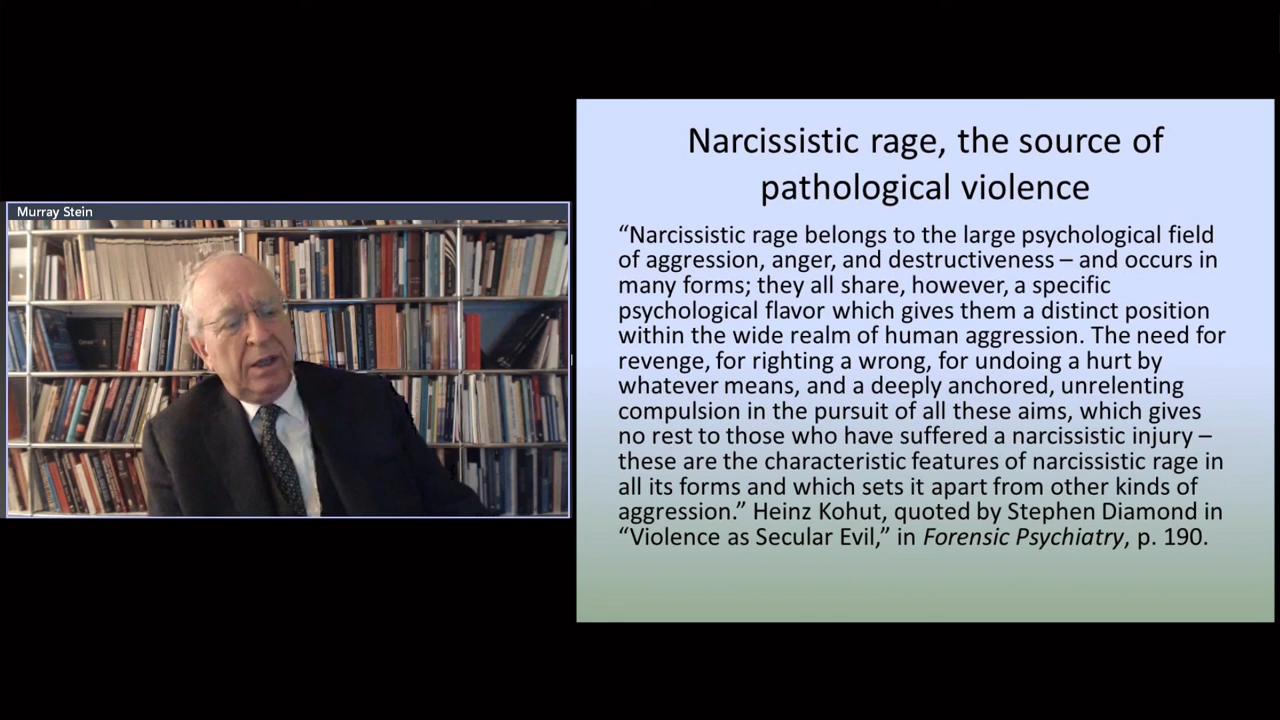 Murray Stein
Narcissistic rage, the source of
pathological violence
“Narcissistic rage belongs to the large psychological field
of aggression, anger, and destructiveness – and occurs in
many forms; they all share, however, a specific
psychological flavor which gives them a distinct position
within the wide realm of human aggression. The need for
revenge, for righting a wrong, for undoing a hurt by
whatever means, and a deeply anchored, unrelenting
compulsion in the pursuit of all these aims, which gives
no rest to those who have suffered a narcissistic injury –
these are the characteristic features of narcissistic rage in
all its forms and which sets it apart from other kinds of
aggression.” Heinz Kohut, quoted by Stephen Diamond in
“Violence as Secular Evil,” in Forensic Psychiatry, p. 190.